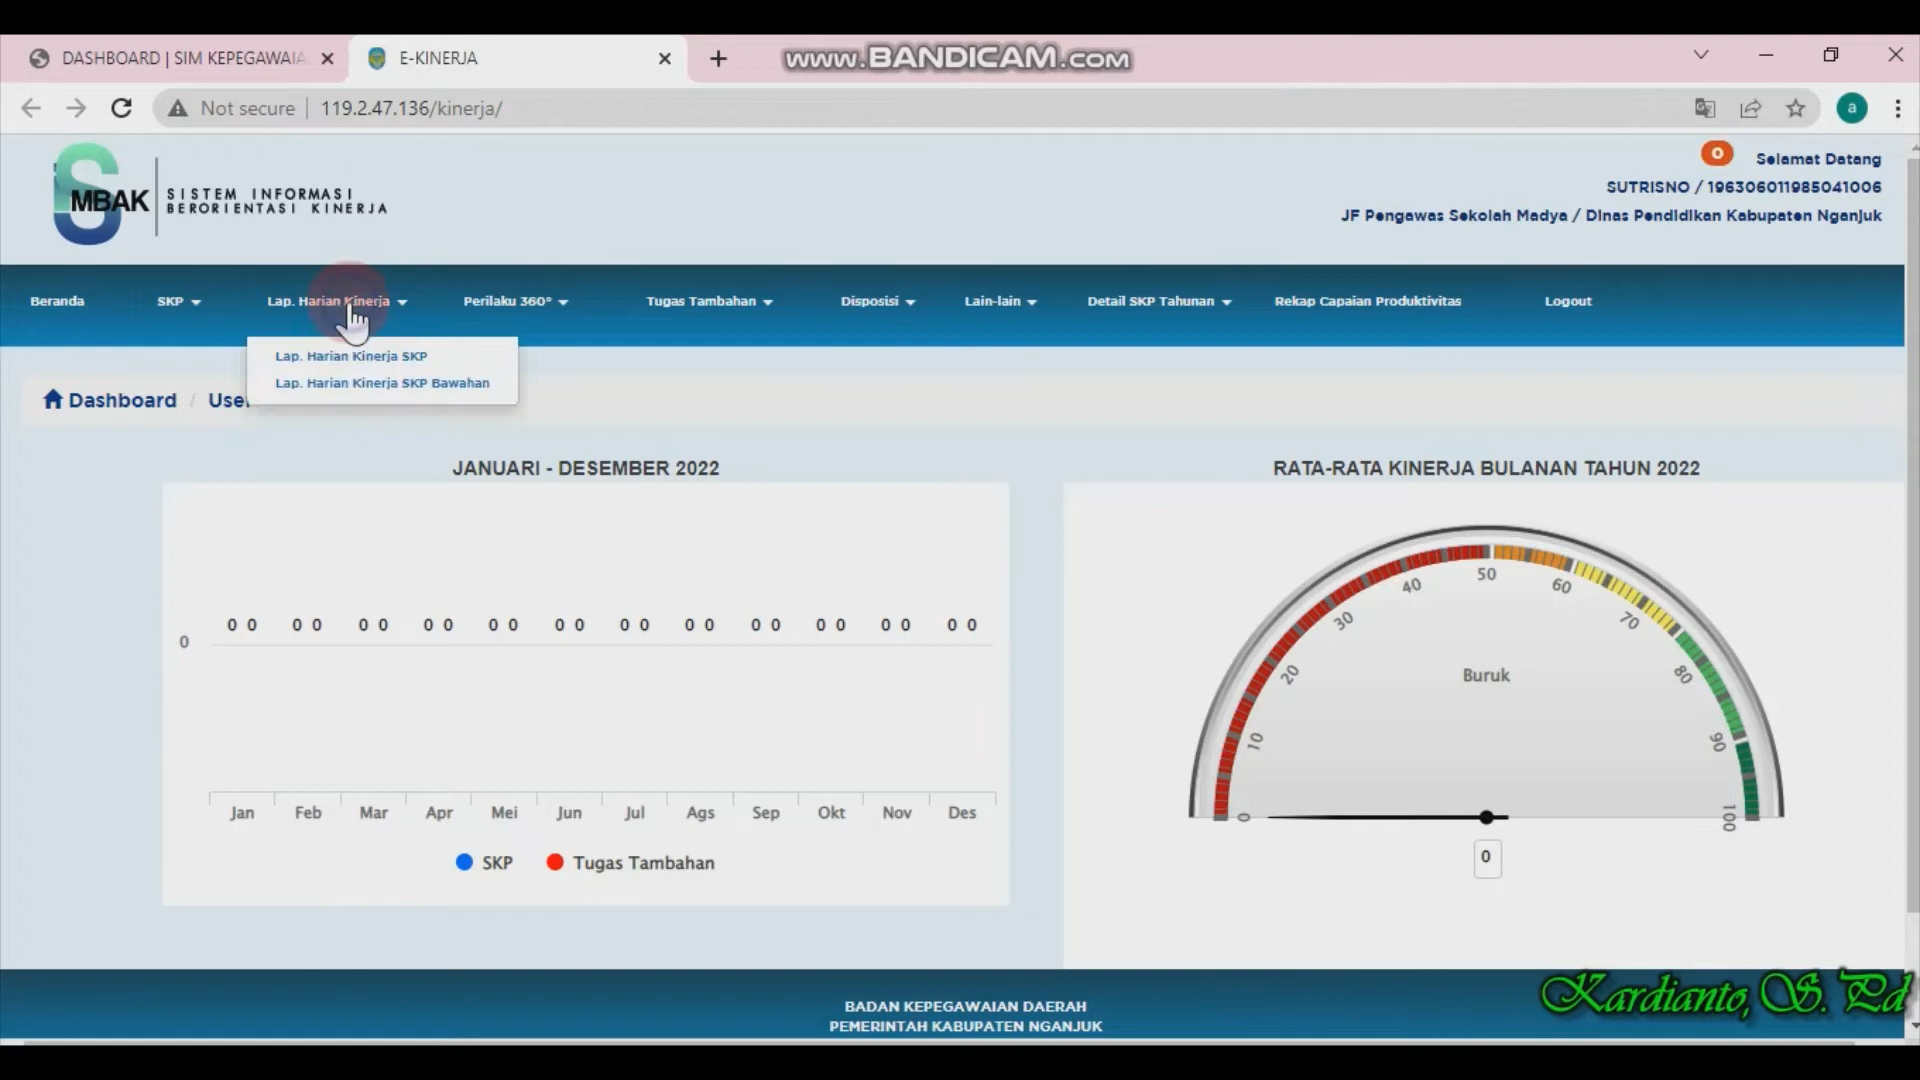 DASHBOARD | SIM KEPEGAWAIA
E-KINERJA
www.BANDICAM.com
Not secure
119.2.47.136/kinerja/
a
S
MBAK
SISTEM INFORMASI
BERORIENTASI KINERJA
0
Selamat Datang
SUTRISNO / 196306011985041006
JF Pengawas Sekolah Madya / Dinas Pendidikan Kabupaten Nganjuk
Beranda
SKP
Lap. Harian Kinerja
Perilaku 360°
Tugas Tambahan
Disposisi
Lain-lain
Detail SKP Tahunan
Rekap Capaian Produktivitas
Logout
Lap. Harian Kinerja SKP
Lap. Harian Kinerja SKP Bawahan
Dashboard / User
JANUARI - DESEMBER 2022
0 0 0 0 0 0 0 0 0 0 0 0 0 0 0 0 0 0 0 0 0 0 0 0
0
Jan Feb Mar Apr Mei Jun Jul Ags Sep Okt Nov Des
SKP Tugas Tambahan
RATA-RATA KINERJA BULANAN TAHUN 2022
0 10 20 30 40 50 60 70 80 90 100
Buruk
0
BADAN KEPEGAWAIAN DAERAH
PEMERINTAH KABUPATEN NGANJUK
Kardianto, S. Pd